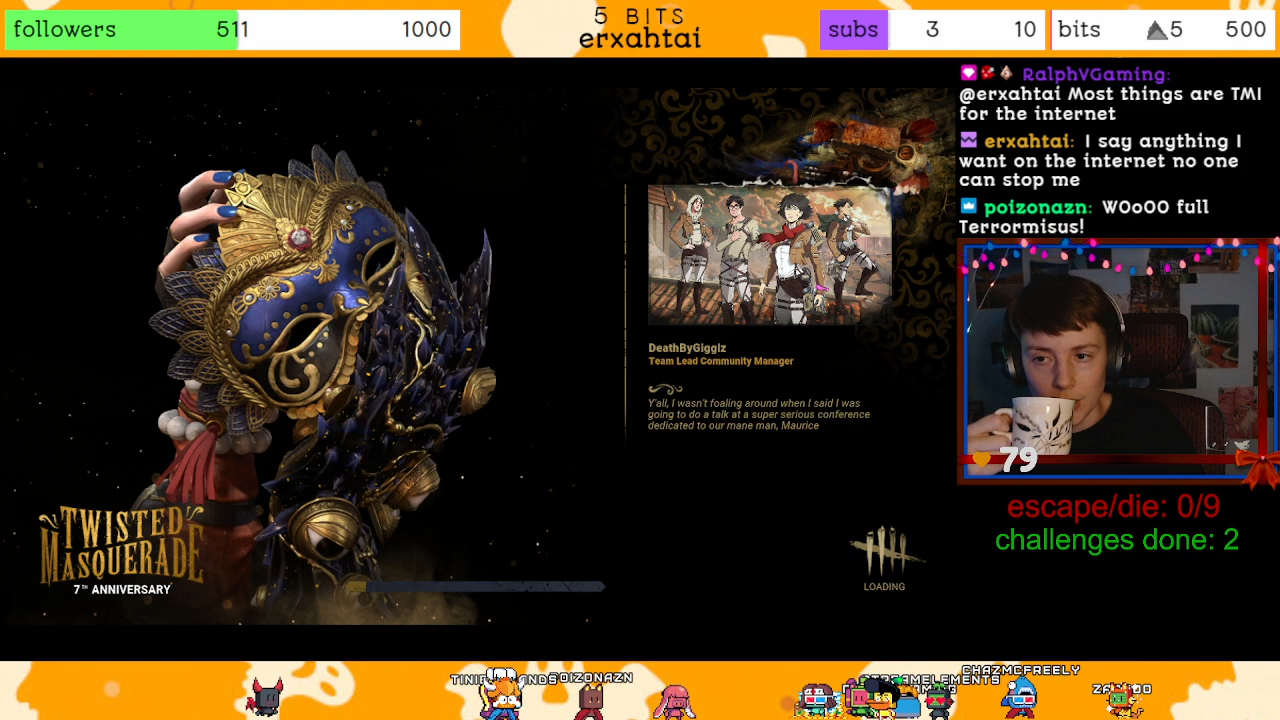 followers 511 1000
5 BITS
erxahtai
subs 3 10
bits 5 500
RalphVGaming:
@erxahtai Most things are TMI
for the internet
erxahtai: I say anything I
want on the internet no one
can stop me
poizonazn: WOoOO full
Terrormisus!
DeathByGigglz
Team Lead Community Manager
Y'all, I wasn't foaling around when I said I was
going to do a talk at a super serious conference
dedicated to our mane man, Maurice
79
escape/die: 0/9
challenges done: 2
TWISTED
MASQUERADE
7TH ANNIVERSARY
LOADING
CHAZMCFREELY
POIZONAZN